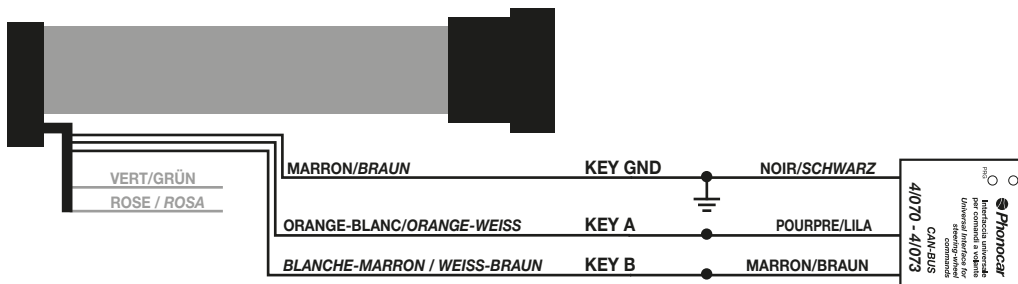 MARRON/BRAUN KEY GND NOIR/SCHWARZ
VERT/GRÜN
ROSE / ROSA
ORANGE-BLANC/ORANGE-WEISS KEY A POURPRE/LILA
BLANCHE-MARRON / WEISS-BRAUN KEY B MARRON/BRAUN
PRG
Phonocar
Interfaccia universale
per comandi a volante
Universal Interface for
steering-wheel
commands
CAN-BUS
4/070 - 4/073